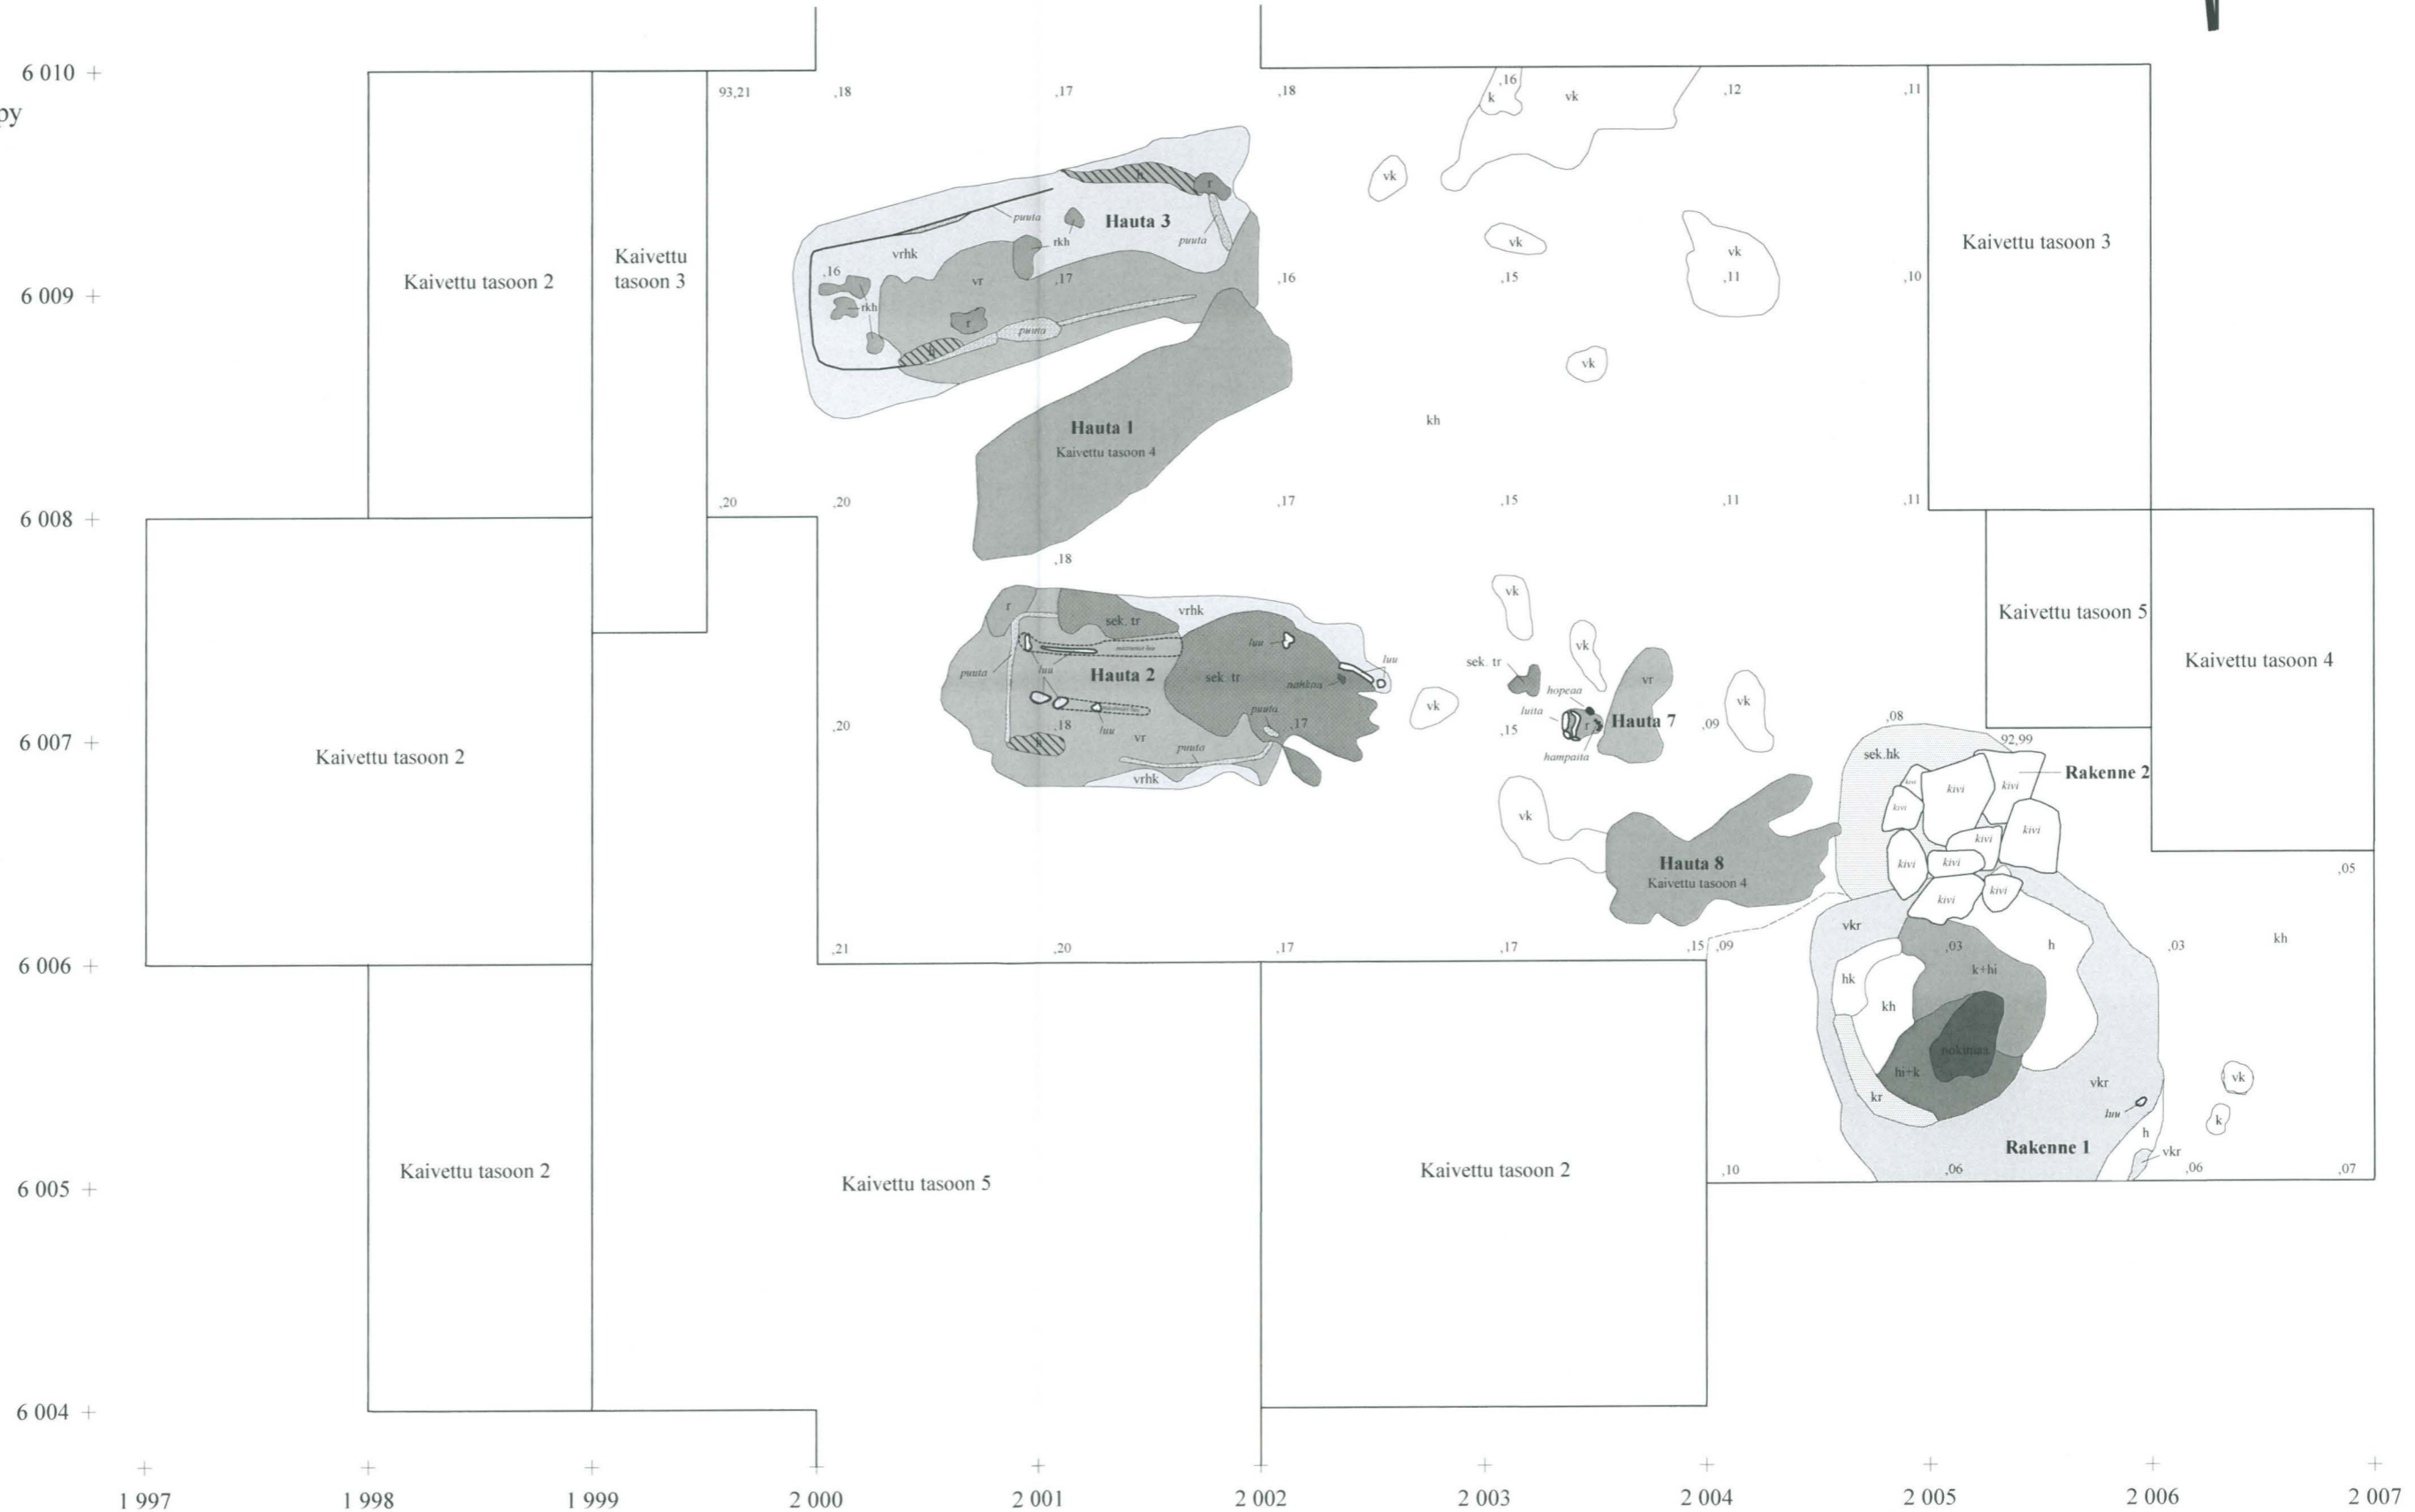 6 010
py
93,21
,18
,17
,18
,16
k
vk
,12
,11
vk
Hauta 3
r
puuta
rkh
puuta
vrhk
,16
vr
,17
rkh
r
puuta
Kaivettu tasoon 2
Kaivettu
tasoon 3
6 009
,16
vk
,15
vk
,11
,10
Kaivettu tasoon 3
vk
kh
Hauta 1
Kaivettu tasoon 4
,20
,20
,17
,15
,11
,11
6 008
,18
r
sek. tr
vrhk
luu
luu
puuta
luu
Hauta 2
sek. tr
nahkaa
puuta
,18
luu
vr
,17
puuta
vrhk
,20
vk
vk
vk
sek. tr
hopeaa
luita
r
Hauta 7
vr
hampaita
,15
,09
vk
vk
Kaivettu tasoon 5
Kaivettu tasoon 4
6 007
Kaivettu tasoon 2
,08
92,99
sek.hk
Rakenne 2
kivi
kivi
kivi
kivi
kivi
kivi
kivi
kivi
kivi
kivi
Hauta 8
Kaivettu tasoon 4
,05
,21
,20
,17
,17
,15
,09
vkr
,03
h
,03
kh
6 006
k+hi
hk
kh
nokimaa
hi+k
kr
vkr
luu
vk
k
h
vkr
Rakenne 1
,10
,06
,06
,07
Kaivettu tasoon 2
Kaivettu tasoon 5
Kaivettu tasoon 2
6 005
6 004
1 997
1 998
1 999
2 000
2 001
2 002
2 003
2 004
2 005
2 006
2 007